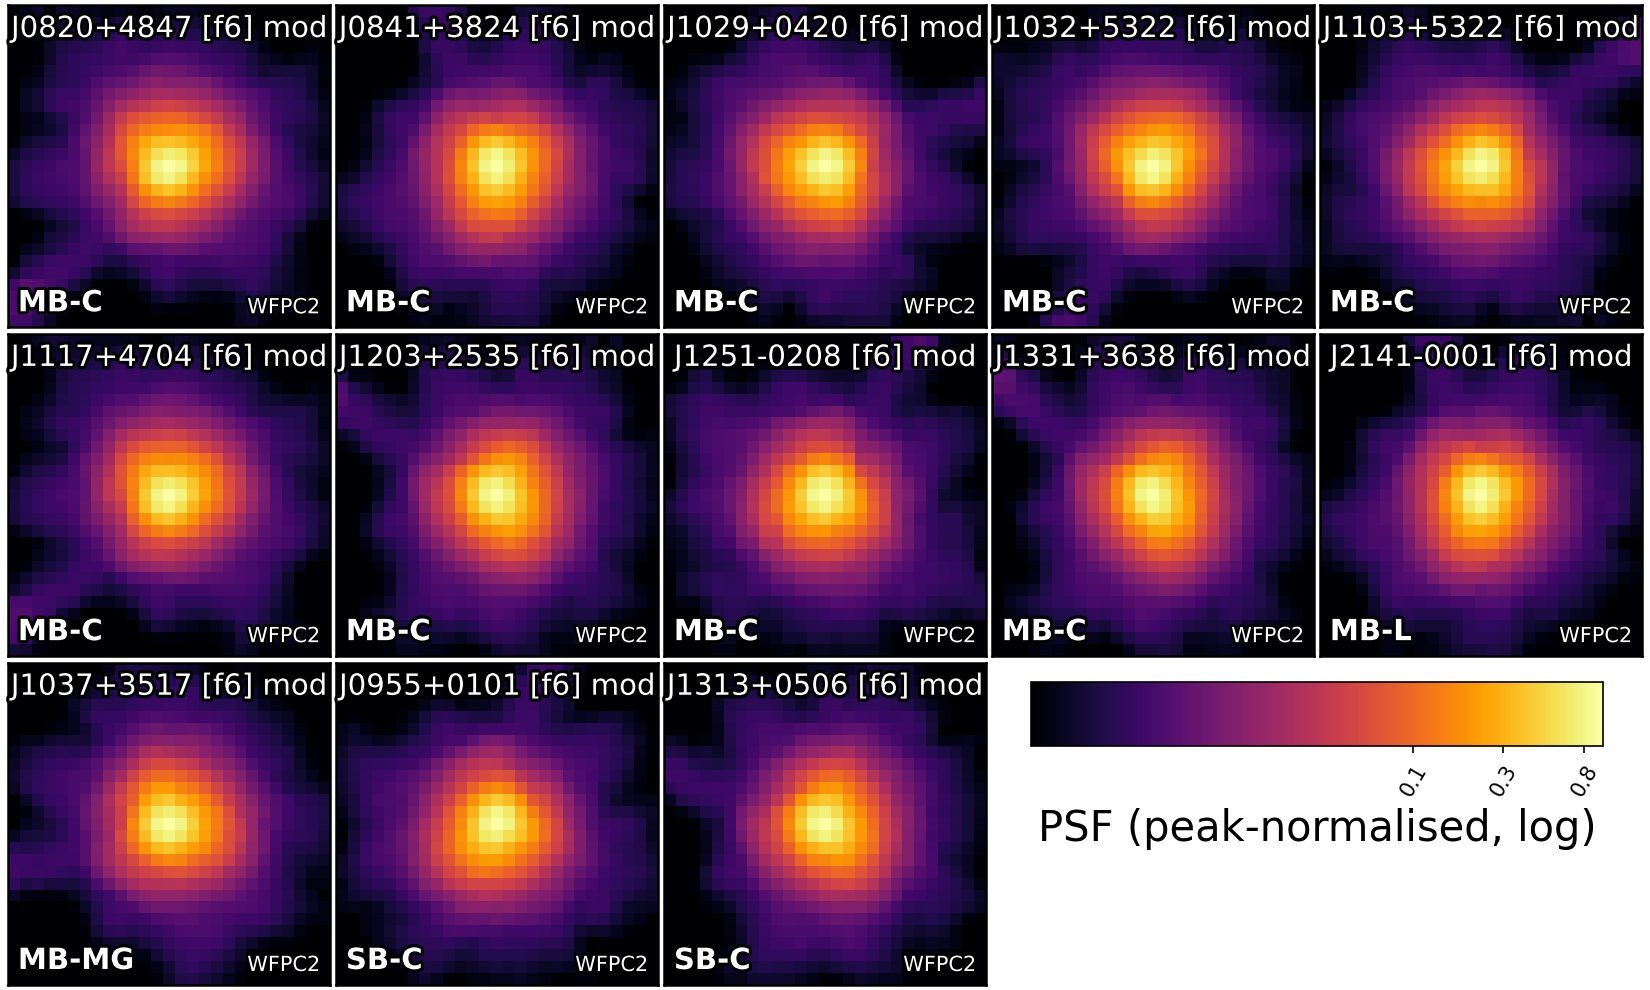 J0820+4847 [f6] mod
MB-C
WFPC2
J0841+3824 [f6] mod
MB-C
WFPC2
J1029+0420 [f6] mod
MB-C
WFPC2
J1032+5322 [f6] mod
MB-C
WFPC2
J1103+5322 [f6] mod
MB-C
WFPC2
J1117+4704 [f6] mod
MB-C
WFPC2
J1203+2535 [f6] mod
MB-C
WFPC2
J1251-0208 [f6] mod
MB-C
WFPC2
J1331+3638 [f6] mod
MB-C
WFPC2
J2141-0001 [f6] mod
MB-L
WFPC2
J1037+3517 [f6] mod
MB-MG
WFPC2
J0955+0101 [f6] mod
SB-C
WFPC2
J1313+0506 [f6] mod
SB-C
WFPC2
0.1
0.3
0.8
PSF (peak-normalised, log)